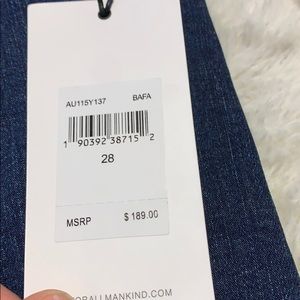 AU115Y137 BAFA
1 90392 38715 2
28
MSRP $ 189.00
ORALLMANKIND.COM